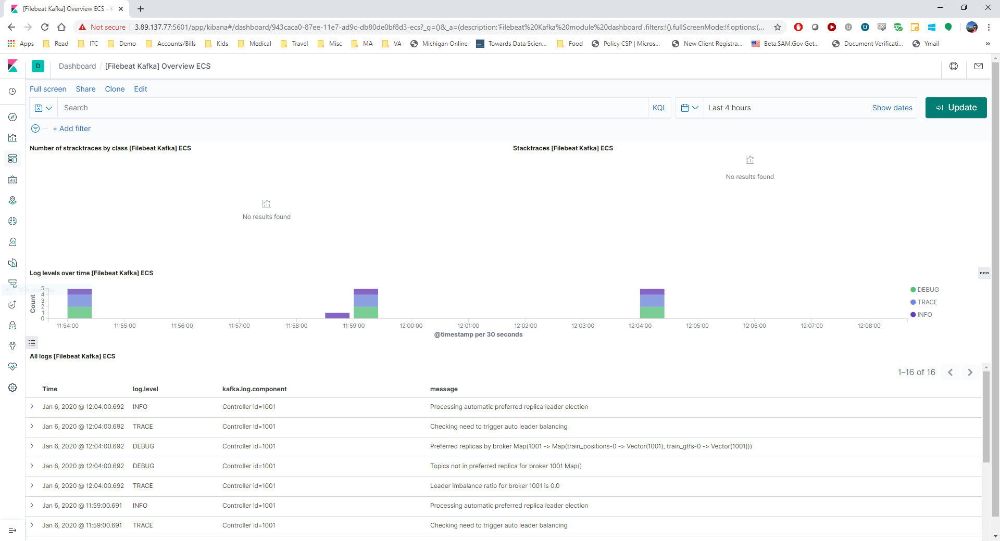 [Filebeat Kafka] Overview ECS - K
Not secure 3.89.137.77:5601/app/kibana#/dashboard/943caca0-87ee-11e7-ad9c-db80de0bf8d3-ecs?_g=()&_a=(description:'Filebeat%20Kafka%20module%20dashboard',filters:!(),fullScreenMode:!f,options:(...
Apps Read ITC Demo Accounts/Bills Kids Medical Travel Misc MA VA Michigan Online Towards Data Scien... Food Policy CSP | Micros... New Client Registra... Beta.SAM.Gov Get... Document Verificati... Ymail »
D Dashboard / [Filebeat Kafka] Overview ECS
Full screen Share Clone Edit
Search KQL Last 4 hours Show dates Update
+ Add filter
Number of stracktraces by class [Filebeat Kafka] ECS
Stacktraces [Filebeat Kafka] ECS
No results found
No results found
Log levels over time [Filebeat Kafka] ECS
Count
5
4
3
2
1
0
DEBUG
TRACE
INFO
11:54:00 11:55:00 11:56:00 11:57:00 11:58:00 11:59:00 12:00:00 12:01:00 12:02:00 12:03:00 12:04:00 12:05:00 12:06:00 12:07:00 12:08:00
@timestamp per 30 seconds
All logs [Filebeat Kafka] ECS
1–16 of 16
Time log.level kafka.log.component message
Jan 6, 2020 @ 12:04:00.692 INFO Controller id=1001 Processing automatic preferred replica leader election
Jan 6, 2020 @ 12:04:00.692 TRACE Controller id=1001 Checking need to trigger auto leader balancing
Jan 6, 2020 @ 12:04:00.692 DEBUG Controller id=1001 Preferred replicas by broker Map(1001 -> Map(train_positions-0 -> Vector(1001), train_gtfs-0 -> Vector(1001)))
Jan 6, 2020 @ 12:04:00.692 DEBUG Controller id=1001 Topics not in preferred replica for broker 1001 Map()
Jan 6, 2020 @ 12:04:00.692 TRACE Controller id=1001 Leader imbalance ratio for broker 1001 is 0.0
Jan 6, 2020 @ 11:59:00.691 INFO Controller id=1001 Processing automatic preferred replica leader election
Jan 6, 2020 @ 11:59:00.691 TRACE Controller id=1001 Checking need to trigger auto leader balancing